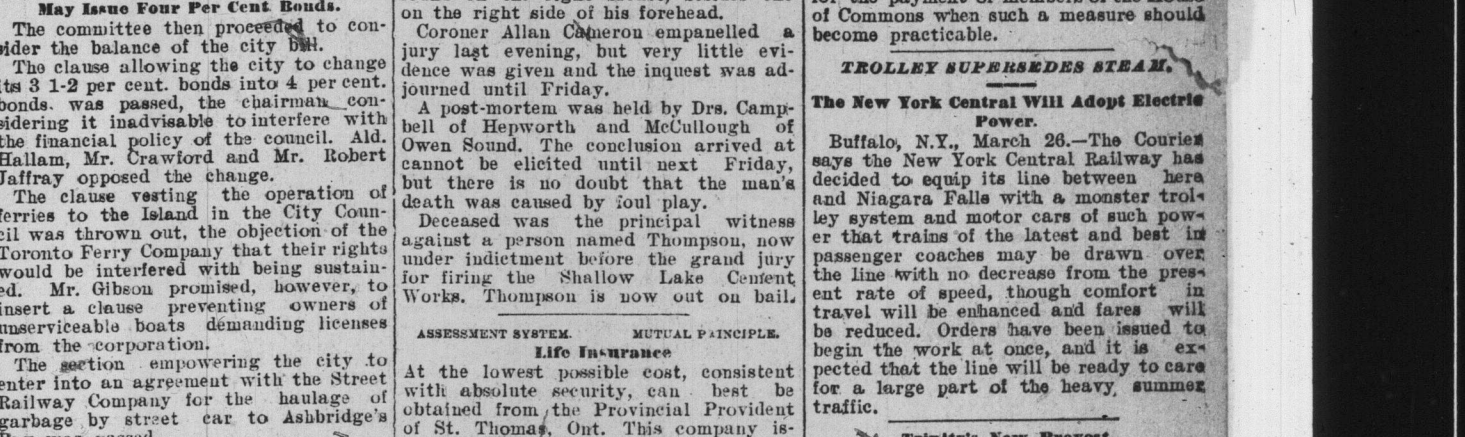 May Issue Four Per Cent. Bonds.
The committee then proceeded to con-
sider the balance of the city bill.
The clause allowing the city to change
its 3 1-2 per cent. bonds into 4 per cent.
bonds. was passed, the chairman con-
sidering it inadvisable to interfere with
the financial policy of the council. Ald.
Hallam, Mr. Crawford and Mr. Robert
Jaffray opposed the change.
The clause vesting the operation of
ferries to the Island in the City Coun-
cil was thrown out, the objection of the
Toronto Ferry Company that their rights
would be interfered with being sustain-
ed. Mr. Gibson promised, however, to
insert a clause preventing owners of
unserviceable boats demanding licenses
from the corporation.
The section empowering the city to
enter into an agreement with the Street
Railway Company for the haulage of
garbage by street car to Ashbridge's
on the right side of his forehead.
Coroner Allan Cameron empanelled a
jury last evening, but very little evi-
dence was given and the inquest was ad-
journed until Friday.
A post-mortem was held by Drs. Camp-
bell of Hepworth and McCullough of
Owen Sound. The conclusion arrived at
cannot be elicited until next Friday,
but there is no doubt that the man's
death was caused by foul play.
Deceased was the principal witness
against a person named Thompson, now
under indictment before the grand jury
for firing the Shallow Lake Cement
Works. Thompson is now out on bail.
ASSESSMENT SYSTEM. MUTUAL PRINCIPLE.
Life Insurance
At the lowest possible cost, consistent
with absolute security, can best be
obtained from the Provincial Provident
of St. Thomas, Ont. This company is-
for the payment of members of the House
of Commons when such a measure should
become practicable.
TROLLEY SUPERSEDES STEAM.
The New York Central Will Adopt Electric
Power.
Buffalo, N.Y., March 26.—The Courier
says the New York Central Railway has
decided to equip its line between here
and Niagara Falls with a monster trol-
ley system and motor cars of such pow-
er that trains of the latest and best in
passenger coaches may be drawn over
the line with no decrease from the pres-
ent rate of speed, though comfort in
travel will be enhanced and fares will
be reduced. Orders have been issued to
begin the work at once, and it is ex-
pected that the line will be ready to care
for a large part of the heavy summer
traffic.